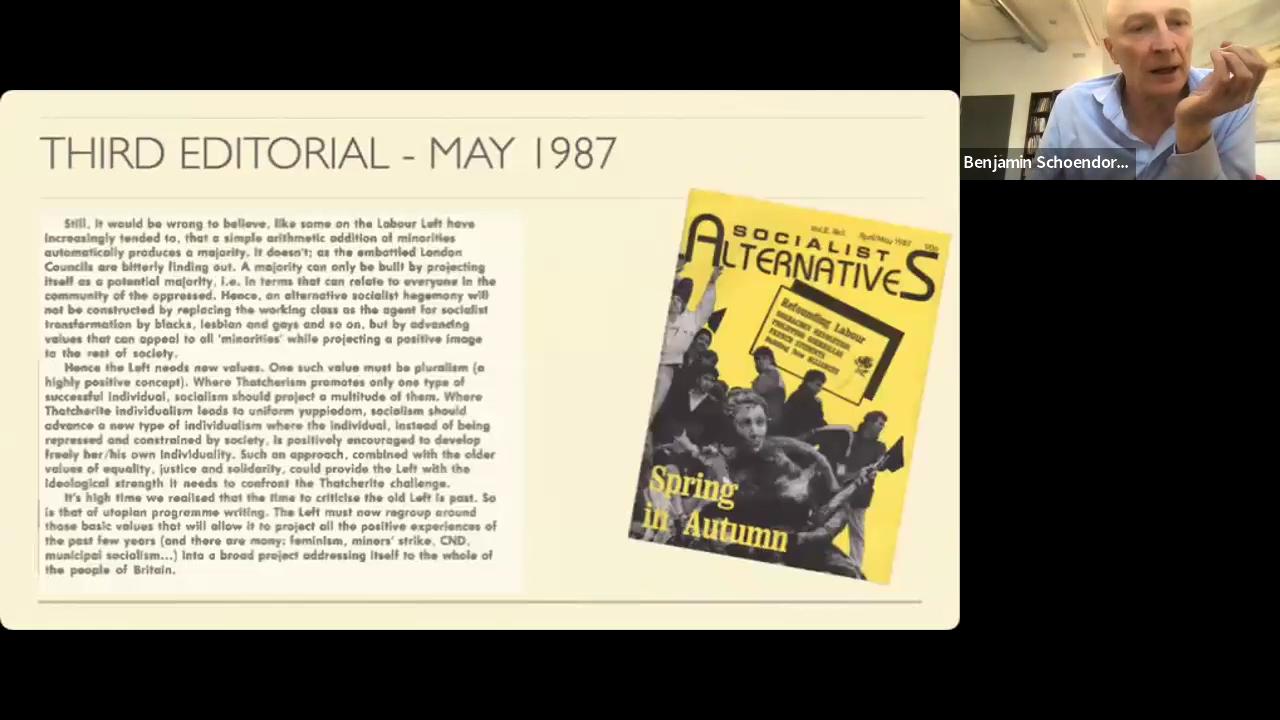 THIRD EDITORIAL - MAY 1987
Still, it would be wrong to believe, like some on the Labour Left have
increasingly tended to, that a simple arithmetic addition of minorities
automatically produces a majority. It doesn't; as the embattled London
Councils are bitterly finding out. A majority can only be built by projecting
itself as a potential majority, i.e. in terms that can relate to everyone in the
community of the oppressed. Hence, an alternative socialist hegemony will
not be constructed by replacing the working class as the agent for socialist
transformation by blacks, lesbian and gays and so on, but by advancing
values that can appeal to all 'minorities' while projecting a positive image
to the rest of society.
Hence the Left needs new values. One such value must be pluralism (a
highly positive concept). Where Thatcherism promotes only one type of
successful individual, socialism should project a multitude of them. Where
Thatcherite individualism leads to uniform yuppiedom, socialism should
advance a new type of individualism where the individual, instead of being
repressed and constrained by society, is positively encouraged to develop
freely her/his own individuality. Such an approach, combined with the older
values of equality, justice and solidarity, could provide the Left with the
ideological strength it needs to confront the Thatcherite challenge.
It's high time we realised that the time to criticise the old Left is past. So
is that of utopian programme writing. The Left must now regroup around
those basic values that will allow it to project all the positive experiences of
the past few years (and there are many: feminism, miners' strike, CND,
municipal socialism...) into a broad project addressing itself to the whole of
the people of Britain.
April/May 1987
SOCIALIST
ALTERNATIVES
Refounding Labour
Spring
in Autumn
Benjamin Schoendor...